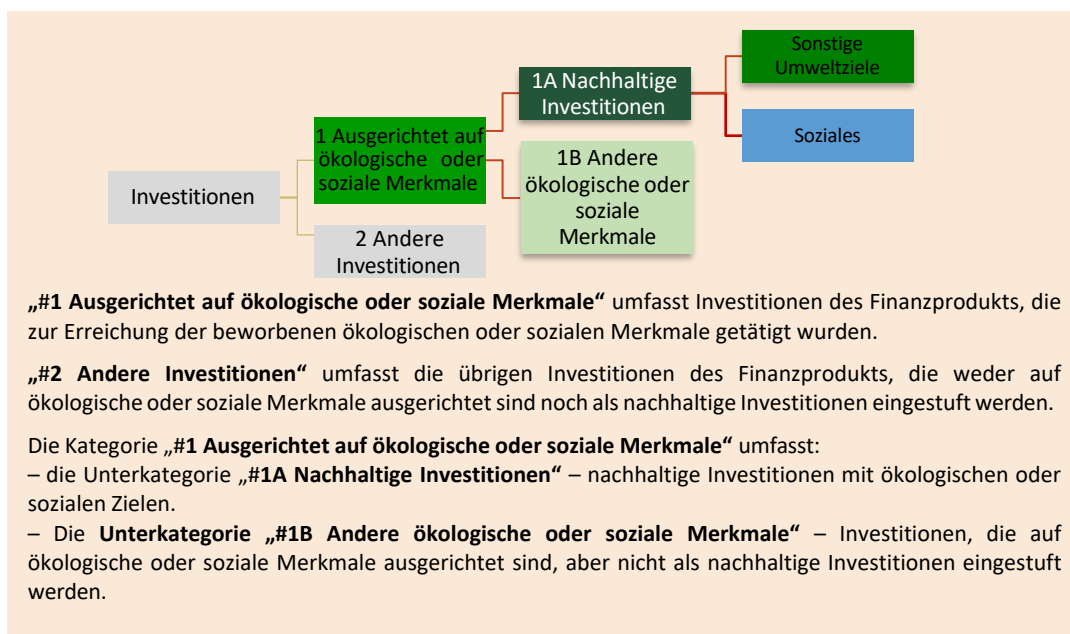 Sonstige
Umweltziele
1A Nachhaltige
Investitionen
1 Ausgerichtet auf
ökologische oder
soziale Merkmale
Soziales
1B Andere
ökologische oder
soziale
Merkmale
Investitionen
2 Andere
Investitionen
„#1 Ausgerichtet auf ökologische oder soziale Merkmale“ umfasst Investitionen des Finanzprodukts, die
zur Erreichung der beworbenen ökologischen oder sozialen Merkmale getätigt wurden.
„#2 Andere Investitionen“ umfasst die übrigen Investitionen des Finanzprodukts, die weder auf
ökologische oder soziale Merkmale ausgerichtet sind noch als nachhaltige Investitionen eingestuft werden.
Die Kategorie „#1 Ausgerichtet auf ökologische oder soziale Merkmale“ umfasst:
– die Unterkategorie „#1A Nachhaltige Investitionen“ – nachhaltige Investitionen mit ökologischen oder
sozialen Zielen.
– Die Unterkategorie „#1B Andere ökologische oder soziale Merkmale“ – Investitionen, die auf
ökologische oder soziale Merkmale ausgerichtet sind, aber nicht als nachhaltige Investitionen eingestuft
werden.